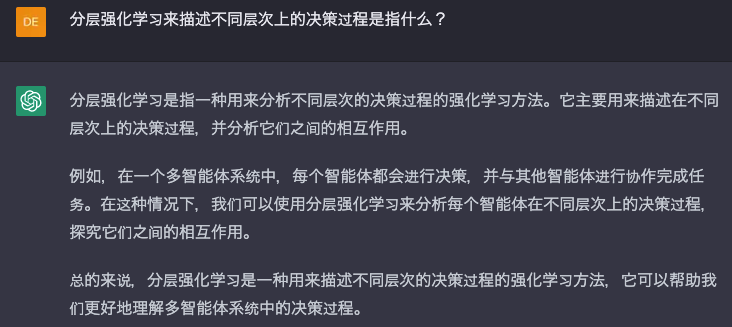 DE
分层强化学习来描述不同层次上的决策过程是指什么？
分层强化学习是指一种用来分析不同层次的决策过程的强化学习方法。它主要用来描述在不同
层次上的决策过程，并分析它们之间的相互作用。
例如，在一个多智能体系统中，每个智能体都会进行决策，并与其他智能体进行协作完成任
务。在这种情况下，我们可以使用分层强化学习来分析每个智能体在不同层次上的决策过程，
探究它们之间的相互作用。
总的来说，分层强化学习是一种用来描述不同层次的决策过程的强化学习方法，它可以帮助我
们更好地理解多智能体系统中的决策过程。